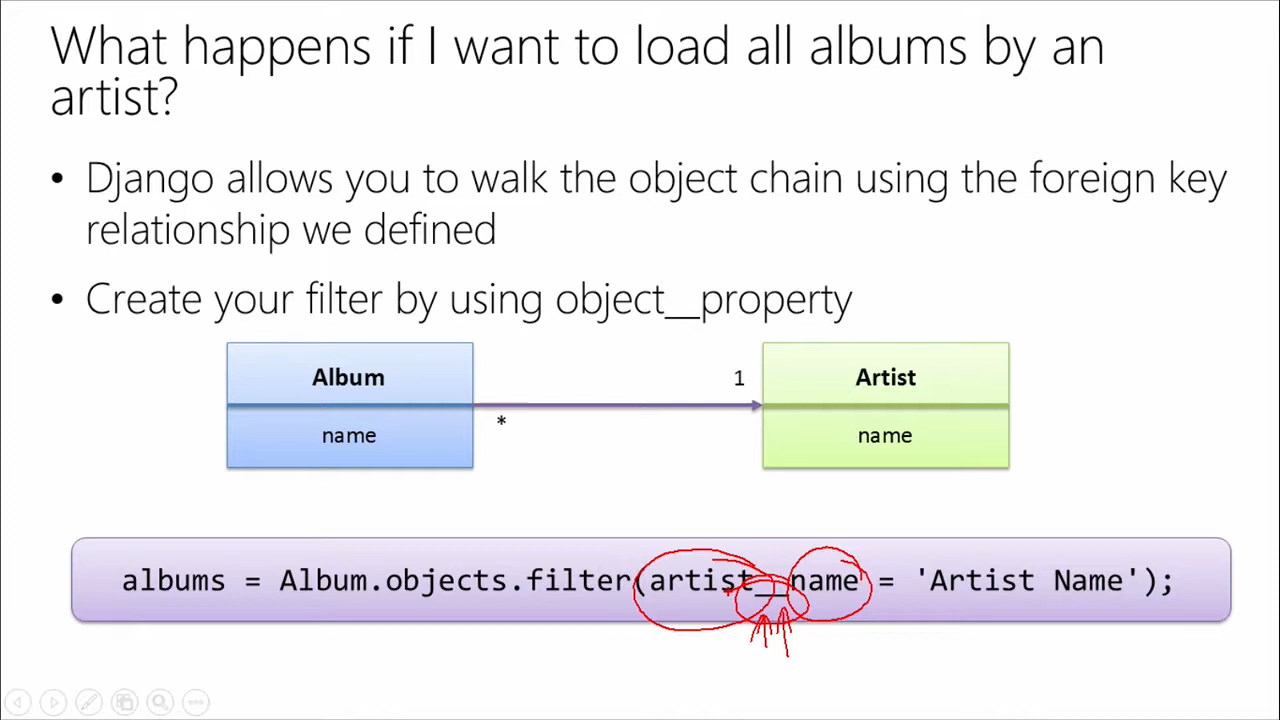 What happens if I want to load all albums by an
artist?
• Django allows you to walk the object chain using the foreign key
relationship we defined
• Create your filter by using object__property
Album
1
Artist
*
name
name
albums = Album.objects.filter(artist__name = 'Artist Name');